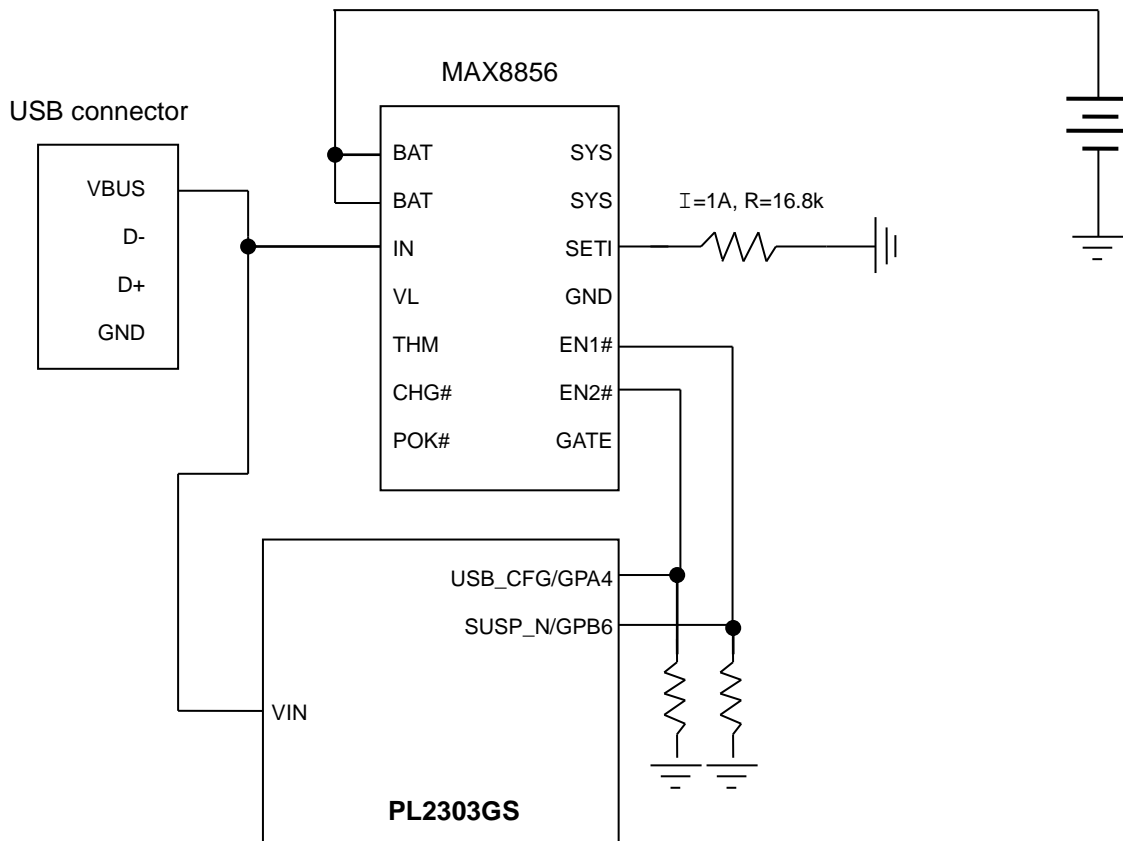 MAX8856
USB connector
VBUS
D-
D+
GND
BAT
BAT
IN
VL
THM
CHG#
POK#
SYS
SYS
SETI
GND
EN1#
EN2#
GATE
I=1A, R=16.8k
USB_CFG/GPA4
SUSP_N/GPB6
VIN
PL2303GS